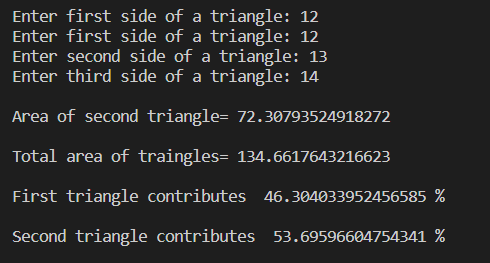 Enter first side of a triangle: 12
Enter first side of a triangle: 12
Enter second side of a triangle: 13
Enter third side of a triangle: 14
Area of second triangle= 72.30793524918272
Total area of traingles= 134.6617643216623
First triangle contributes  46.304033952456585 %
Second triangle contributes  53.69596604754341 %